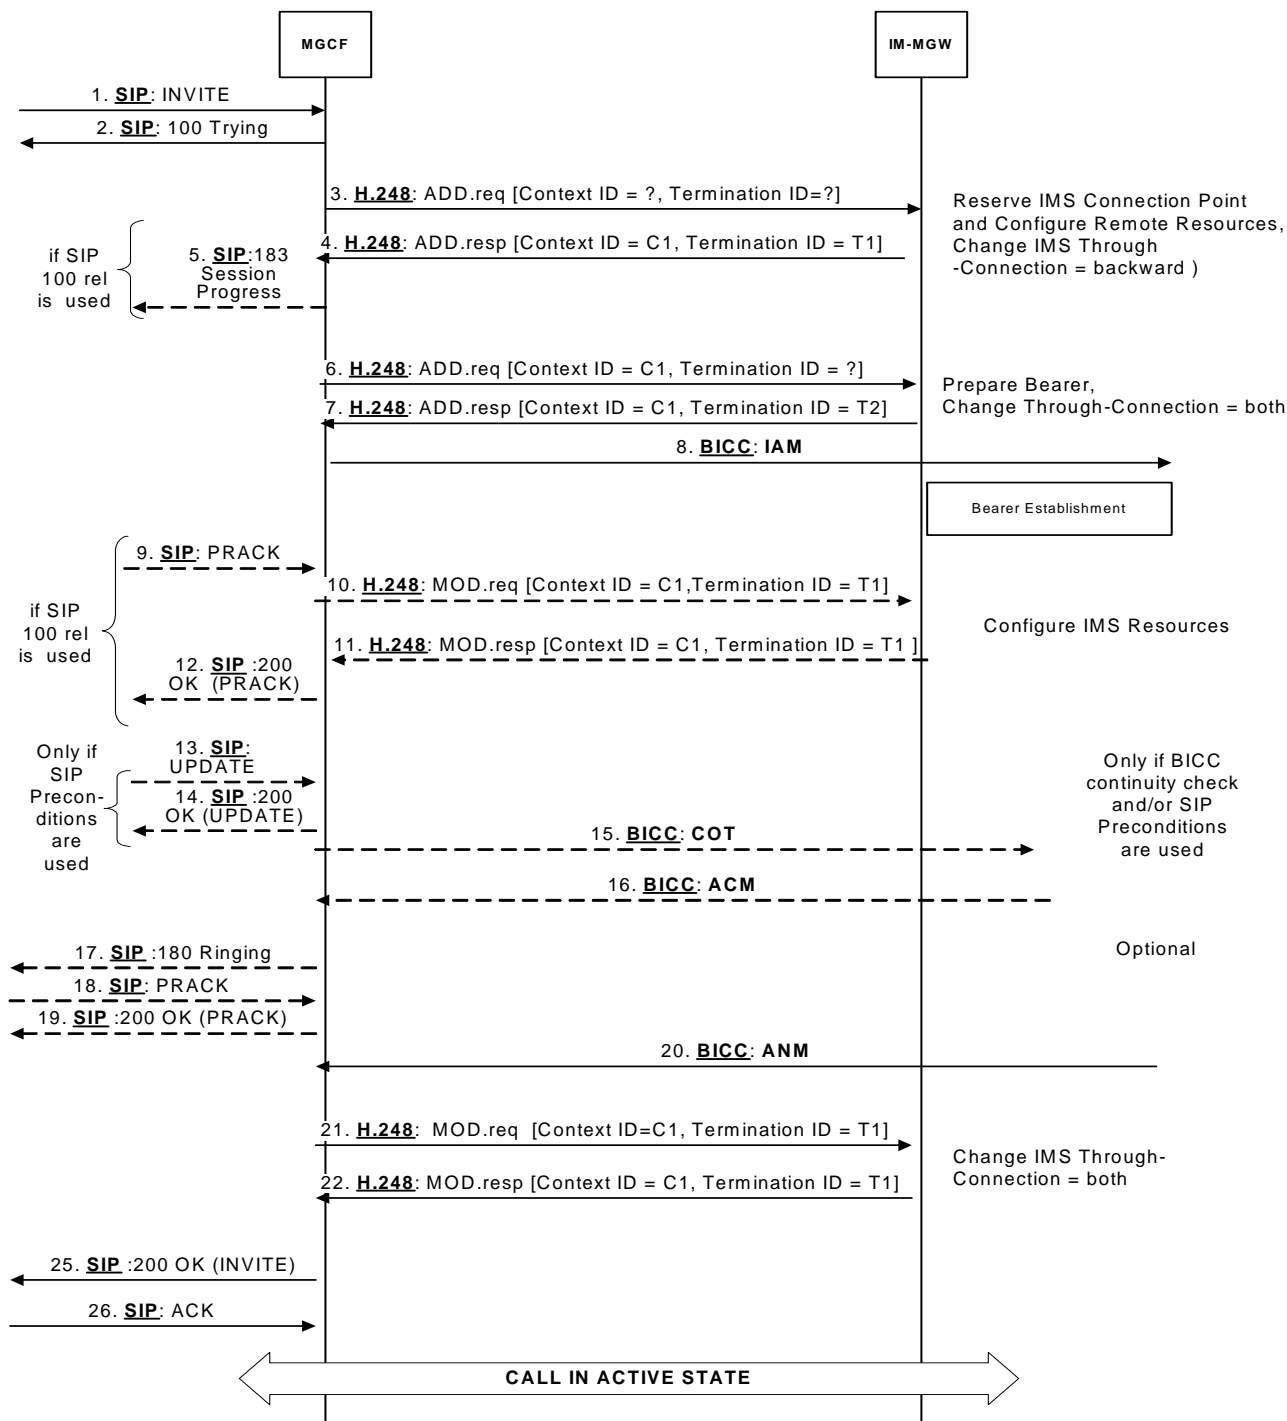 MGCF
IM-MGW
1. SIP: INVITE
2. SIP: 100 Trying
3. H.248: ADD.req [Context ID = ?, Termination ID=?]
Reserve IMS Connection Point
and Configure Remote Resources,
Change IMS Through
-Connection = backward )
4. H.248: ADD.resp [Context ID = C1, Termination ID = T1]
if SIP
100 rel
is used
5. SIP:183
Session
Progress
6. H.248: ADD.req [Context ID = C1, Termination ID = ?]
Prepare Bearer,
Change Through-Connection = both
7. H.248: ADD.resp [Context ID = C1, Termination ID = T2]
8. BICC: IAM
Bearer Establishment
9. SIP: PRACK
10. H.248: MOD.req [Context ID = C1,Termination ID = T1]
if SIP
100 rel
is used
Configure IMS Resources
11. H.248: MOD.resp [Context ID = C1, Termination ID = T1 ]
12. SIP :200
OK (PRACK)
Only if
SIP
Precon-
ditions
are
used
13. SIP:
UPDATE
14. SIP :200
OK (UPDATE)
Only if BICC
continuity check
and/or SIP
Preconditions
are used
15. BICC: COT
16. BICC: ACM
17. SIP :180 Ringing
Optional
18. SIP: PRACK
19. SIP :200 OK (PRACK)
20. BICC: ANM
21. H.248: MOD.req [Context ID=C1, Termination ID = T1]
Change IMS Through-
Connection = both
22. H.248: MOD.resp [Context ID = C1, Termination ID = T1]
25. SIP :200 OK (INVITE)
26. SIP: ACK
CALL IN ACTIVE STATE